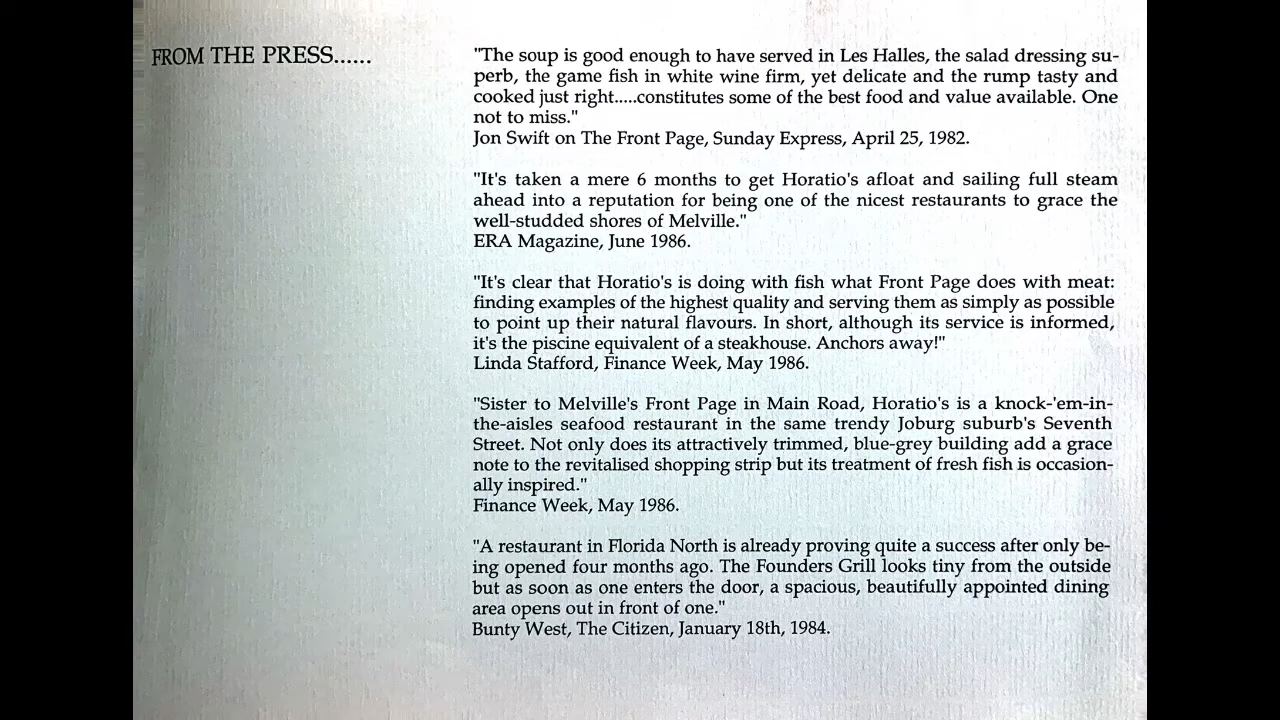 FROM THE PRESS......
"The soup is good enough to have served in Les Halles, the salad dressing su-
perb, the game fish in white wine firm, yet delicate and the rump tasty and
cooked just right.....constitutes some of the best food and value available. One
not to miss."
Jon Swift on The Front Page, Sunday Express, April 25, 1982.
"It's taken a mere 6 months to get Horatio's afloat and sailing full steam
ahead into a reputation for being one of the nicest restaurants to grace the
well-studded shores of Melville."
ERA Magazine, June 1986.
"It's clear that Horatio's is doing with fish what Front Page does with meat:
finding examples of the highest quality and serving them as simply as possible
to point up their natural flavours. In short, although its service is informed,
it's the piscine equivalent of a steakhouse. Anchors away!"
Linda Stafford, Finance Week, May 1986.
"Sister to Melville's Front Page in Main Road, Horatio's is a knock-'em-in-
the-aisles seafood restaurant in the same trendy Joburg suburb's Seventh
Street. Not only does its attractively trimmed, blue-grey building add a grace
note to the revitalised shopping strip but its treatment of fresh fish is occasion-
ally inspired."
Finance Week, May 1986.
"A restaurant in Florida North is already proving quite a success after only be-
ing opened four months ago. The Founders Grill looks tiny from the outside
but as soon as one enters the door, a spacious, beautifully appointed dining
area opens out in front of one."
Bunty West, The Citizen, January 18th, 1984.